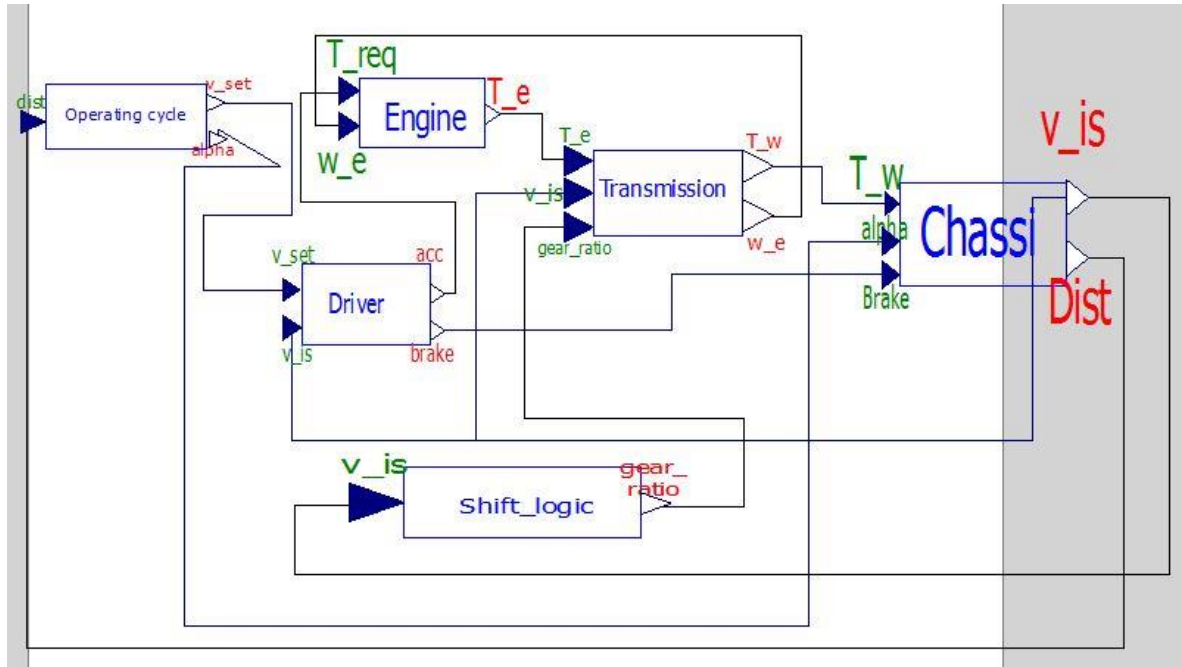 T_req
v_set
dist
Operating cycle
alpha
Engine
T_e
w_e
T_e
v_is
gear_ratio
Transmission
T_w
w_e
T_w
alpha
Brake
Chassi
v_is
Dist
v_set
v_is
Driver
acc
brake
v_is
Shift_logic
gear_
ratio